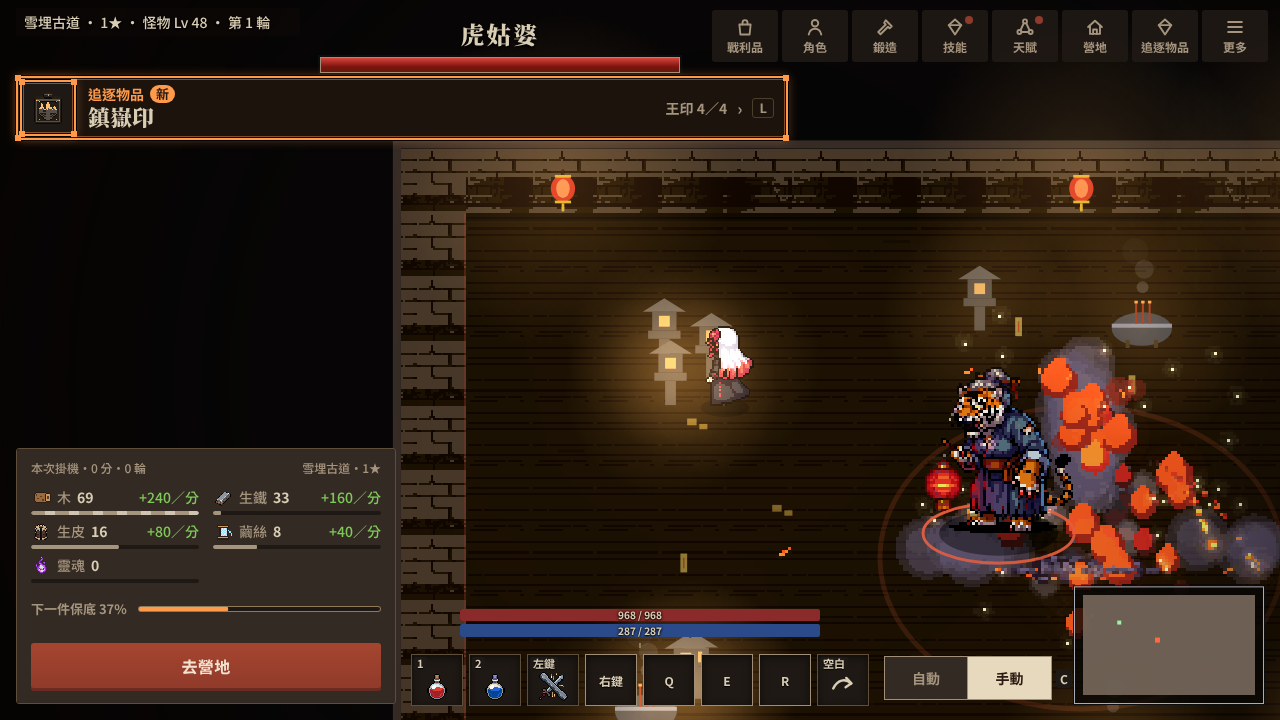 雪埋古道 · 1★ · 怪物 Lv 48 · 第 1 輪
虎姑婆
戰利品
角色
鍛造
技能
天賦
營地
追逐物品
更多
追逐物品 新
鎮嶽印
王印 4／4 › L
本次掛機・0 分・0 輪
雪埋古道・1★
木 69 +240／分
生鐵 33 +160／分
生皮 16 +80／分
繭絲 8 +40／分
靈魂 0
下一件保底 37%
去營地
968 / 968
287 / 287
1
2
左鍵
右鍵
Q
E
R
空白
自動
手動
C